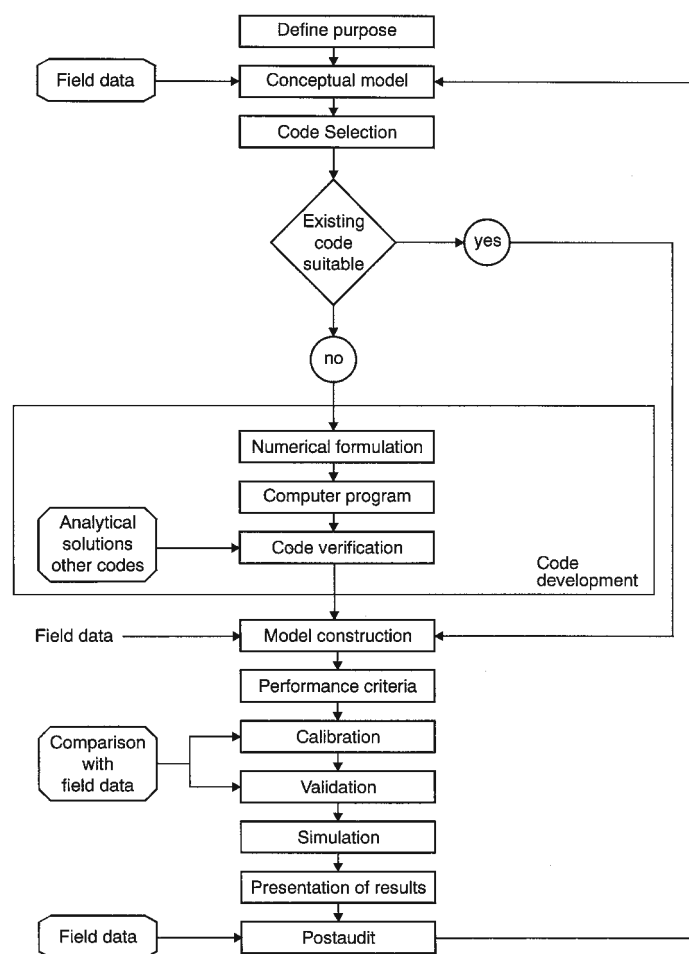 Define purpose
Field data
Conceptual model
Code Selection
Existing
code
suitable
yes
no
Numerical formulation
Computer program
Analytical
solutions
other codes
Code verification
Code
development
Field data
Model construction
Performance criteria
Comparison
with
field data
Calibration
Validation
Simulation
Presentation of results
Field data
Postaudit